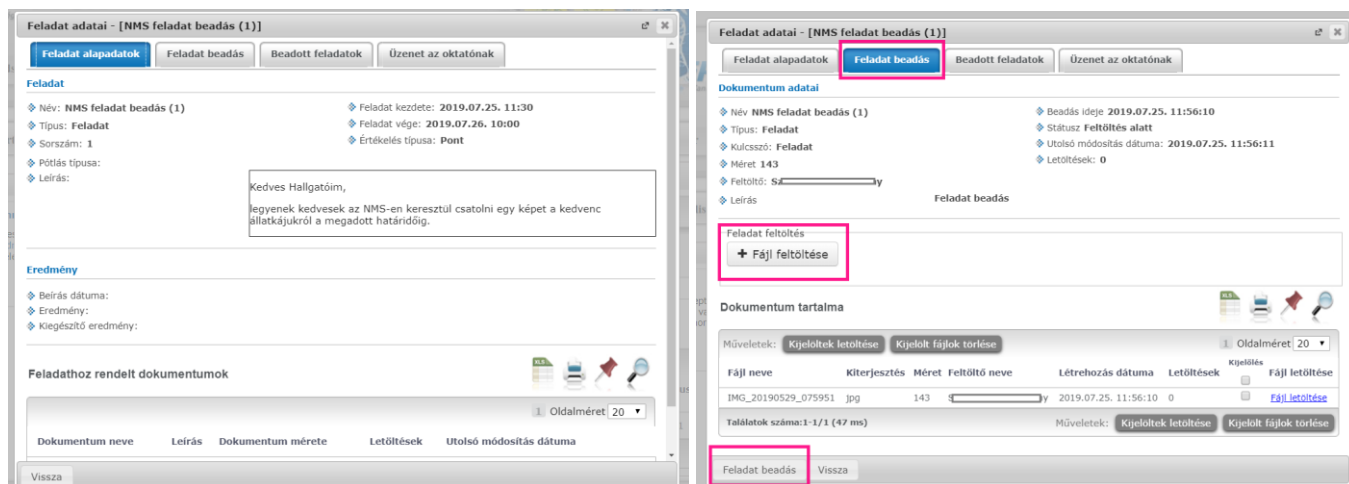 Feladat adatai - [NMS feladat beadás (1)]
Feladat alapadatok Feladat beadás Beadott feladatok Üzenet az oktatónak
Feladat
Név: NMS feladat beadás (1)
Típus: Feladat
Sorszám: 1
Pótlás típusa:
Leírás:
Feladat kezdete: 2019.07.25. 11:30
Feladat vége: 2019.07.26. 10:00
Értékelés típusa: Pont
Kedves Hallgatóim,
legyenek kedvesek az NMS-en keresztül csatolni egy képet a kedvenc
állatkájukról a megadott határidőig.
Eredmény
Beírás dátuma:
Eredmény:
Kiegészítő eredmény:
Feladathoz rendelt dokumentumok
XLS
1 Oldalméret 20
Dokumentum neve Leírás Dokumentum mérete Letöltések Utolsó módosítás dátuma
Vissza
Feladat adatai - [NMS feladat beadás (1)]
Feladat alapadatok Feladat beadás Beadott feladatok Üzenet az oktatónak
Dokumentum adatai
Név NMS feladat beadás (1)
Típus: Feladat
Kulcsszó: Feladat
Méret 143
Feltöltő: Sz y
Leírás Feladat beadás
Beadás ideje 2019.07.25. 11:56:10
Státusz Feltöltés alatt
Utolsó módosítás dátuma: 2019.07.25. 11:56:11
Letöltések: 0
Feladat feltöltés
+ Fájl feltöltése
Dokumentum tartalma
XLS
Műveletek: Kijelöltek letöltése Kijelölt fájlok törlése 1 Oldalméret 20
Fájl neve Kiterjesztés Méret Feltöltő neve Létrehozás dátuma Letöltések Kijelölés Fájl letöltése
IMG_20190529_075951 jpg 143 S y 2019.07.25. 11:56:10 0 Fájl letöltése
Találatok száma:1-1/1 (47 ms) Műveletek: Kijelöltek letöltése Kijelölt fájlok törlése
Feladat beadás Vissza